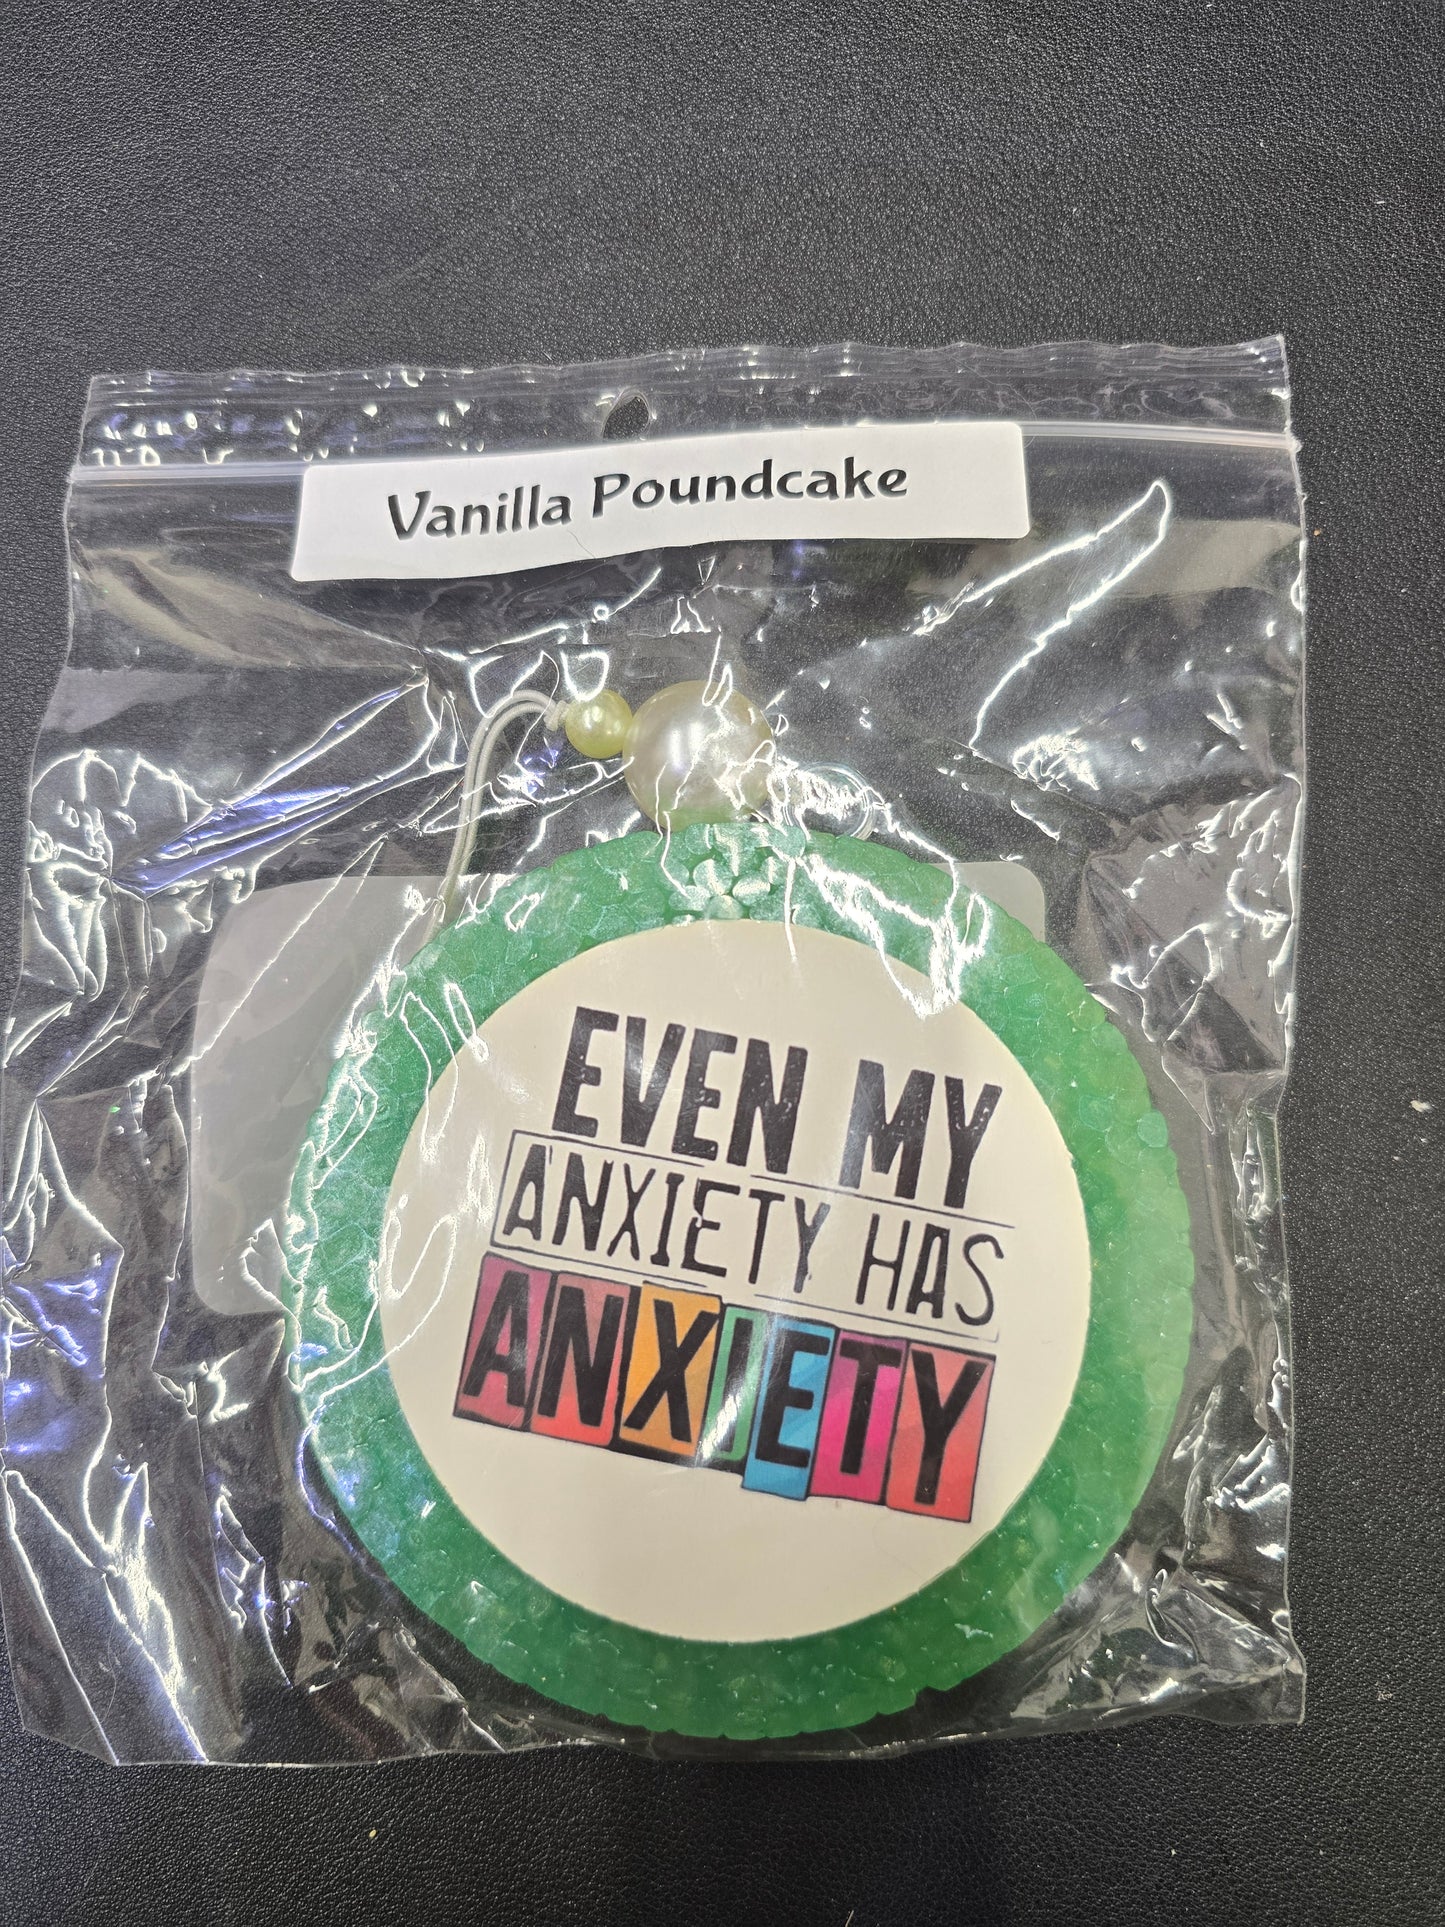 Vanilla Poundcake
EVEN MY
ANXIETY HAS
ANXIETY